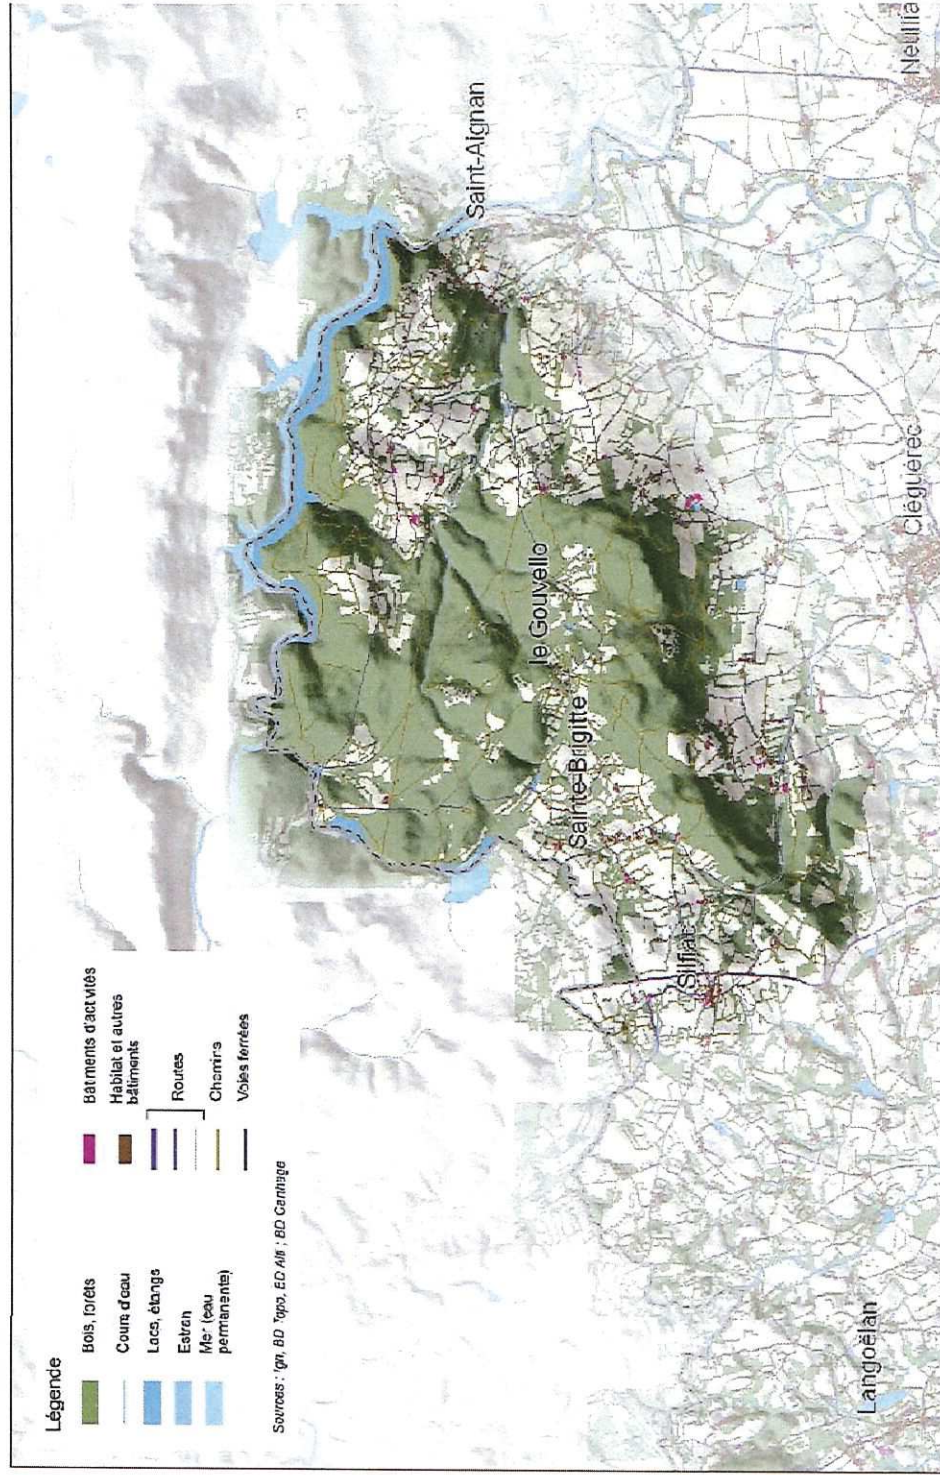 Légende
Bois, forêts
Cours d'eau
Lacs, étangs
Estran
Mer (eau
permanente)
Bâtiments d'activités
Habitat et autres
bâtiments
Routes
Chemins
Voies ferrées
Sources : Ign, BD Topo, BD Alti ; BD Carthage
Saint-Aignan
Neullia
le Gouvello
Sainte-Brigitte
Cléguérec
Silfiac
Langoëlan